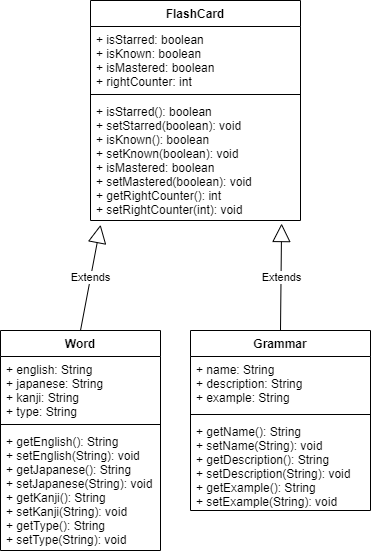 FlashCard
+ isStarred: boolean
+ isKnown: boolean
+ isMastered: boolean
+ rightCounter: int
+ isStarred(): boolean
+ setStarred(boolean): void
+ isKnown(): boolean
+ setKnown(boolean): void
+ isMastered: boolean
+ setMastered(boolean): void
+ getRightCounter(): int
+ setRightCounter(int): void
Extends
Extends
Word
+ english: String
+ japanese: String
+ kanji: String
+ type: String
+ getEnglish(): String
+ setEnglish(String): void
+ getJapanese(): String
+ setJapanese(String): void
+ getKanji(): String
+ setKanji(String): void
+ getType(): String
+ setType(String): void
Grammar
+ name: String
+ description: String
+ example: String
+ getName(): String
+ setName(String): void
+ getDescription(): String
+ setDescription(String): void
+ getExample(): String
+ setExample(String): void